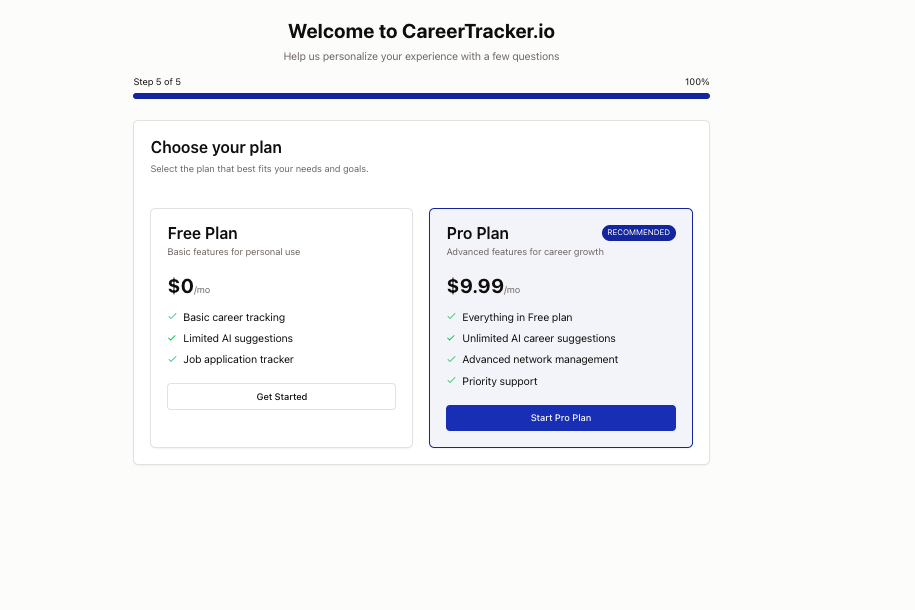 Welcome to CareerTracker.io
Help us personalize your experience with a few questions
Step 5 of 5
100%
Choose your plan
Select the plan that best fits your needs and goals.
Free Plan
Basic features for personal use
$0/mo
Basic career tracking
Limited AI suggestions
Job application tracker
Get Started
Pro Plan
RECOMMENDED
Advanced features for career growth
$9.99/mo
Everything in Free plan
Unlimited AI career suggestions
Advanced network management
Priority support
Start Pro Plan